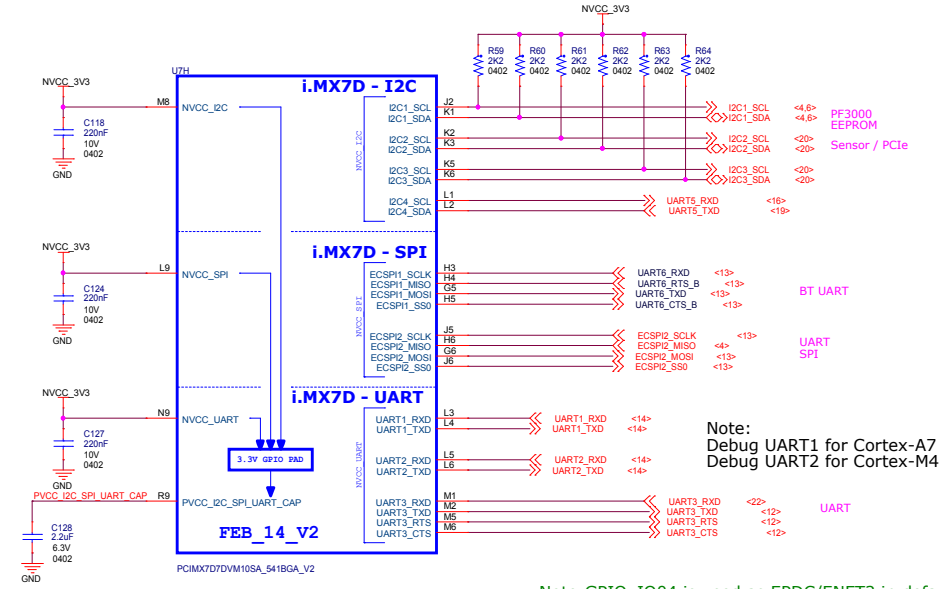 NVCC_3V3
R59 2K2 0402
R60 2K2 0402
R61 2K2 0402
R62 2K2 0402
R63 2K2 0402
R64 2K2 0402
U7H
i.MX7D - I2C
NVCC_3V3
M8 NVCC_I2C
C118
220nF
10V
0402
GND
NVCC I2C
I2C1_SCL J2 I2C1_SCL <4,6>
I2C1_SDA K1 I2C1_SDA <4,6>
PF3000
EEPROM
I2C2_SCL K2 I2C2_SCL <20>
I2C2_SDA K3 I2C2_SDA <20>
Sensor / PCIe
I2C3_SCL K5 I2C3_SCL <20>
I2C3_SDA K6 I2C3_SDA <20>
I2C4_SCL L1 UART5_RXD <16>
I2C4_SDA L2 UART5_TXD <19>
i.MX7D - SPI
NVCC_3V3
L9 NVCC_SPI
C124
220nF
10V
0402
GND
NVCC SPI
ECSPI1_SCLK H3 UART6_RXD <13>
ECSPI1_MISO H4 UART6_RTS_B <13>
ECSPI1_MOSI G5 UART6_TXD <13>
ECSPI1_SS0 H5 UART6_CTS_B <13>
BT UART
ECSPI2_SCLK J5 ECSPI2_SCLK <13>
ECSPI2_MISO H6 ECSPI2_MISO <4>
ECSPI2_MOSI G6 ECSPI2_MOSI <13>
ECSPI2_SS0 J6 ECSPI2_SS0 <13>
UART
SPI
i.MX7D - UART
NVCC_3V3
N9 NVCC_UART
C127
220nF
10V
0402
GND
3.3V GPIO PAD
NVCC UART
UART1_RXD L3 UART1_RXD <14>
UART1_TXD L4 UART1_TXD <14>
UART2_RXD L5 UART2_RXD <14>
UART2_TXD L6 UART2_TXD <14>
Note:
Debug UART1 for Cortex-A7
Debug UART2 for Cortex-M4
PVCC_I2C_SPI_UART_CAP R9 PVCC_I2C_SPI_UART_CAP
C128
2.2uF
6.3V
0402
GND
UART3_RXD M1 UART3_RXD <22>
UART3_TXD M2 UART3_TXD <12>
UART3_RTS M5 UART3_RTS <12>
UART3_CTS M6 UART3_CTS <12>
UART
FEB_14_V2
PCIMX7D7DVM10SA_541BGA_V2